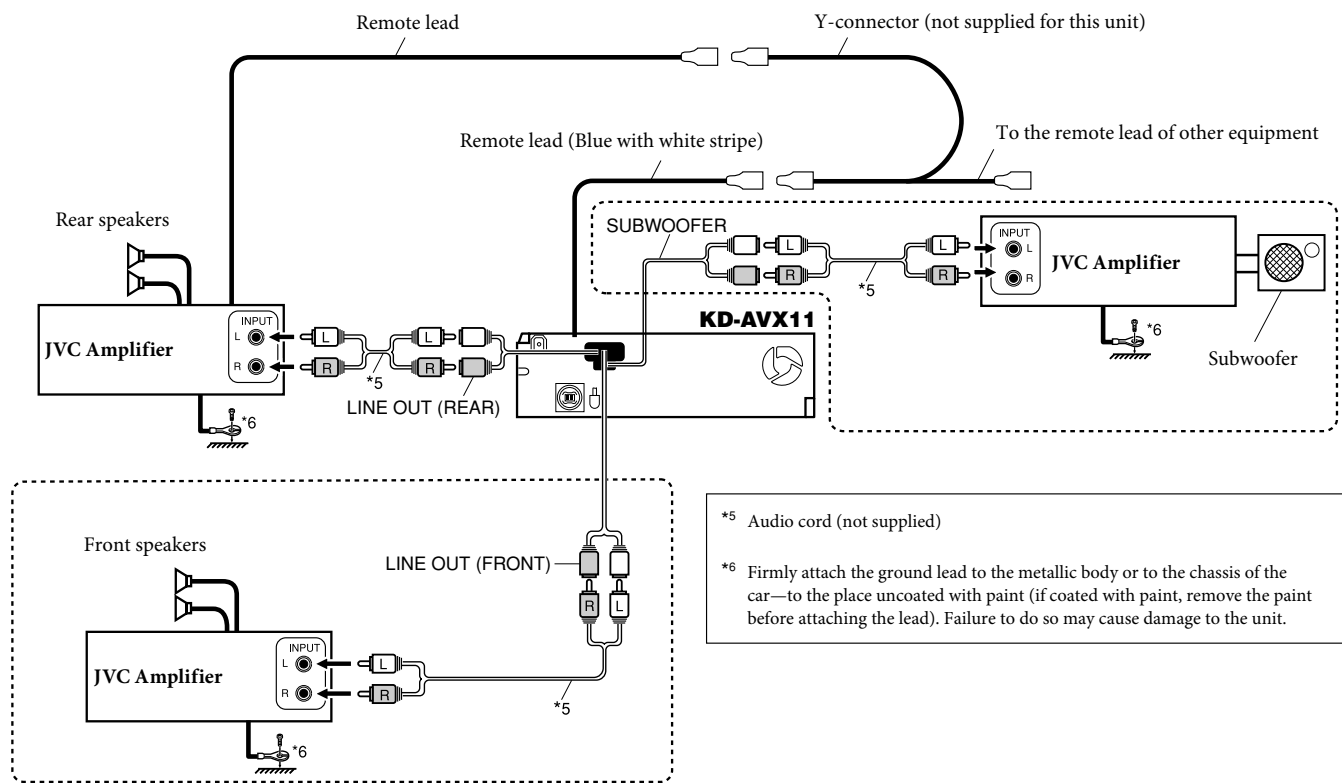 Remote lead
Y-connector (not supplied for this unit)
Remote lead (Blue with white stripe)
To the remote lead of other equipment
Rear speakers
SUBWOOFER
L
R
*5
L
R
INPUT
L
R
JVC Amplifier
*6
Subwoofer
KD-AVX11
JVC Amplifier
INPUT
L
R
L
R
*5
L
R
LINE OUT (REAR)
*6
Front speakers
LINE OUT (FRONT)
R
L
JVC Amplifier
INPUT
L
R
L
R
*5
*6
*5 Audio cord (not supplied)
*6 Firmly attach the ground lead to the metallic body or to the chassis of the
car—to the place uncoated with paint (if coated with paint, remove the paint
before attaching the lead). Failure to do so may cause damage to the unit.